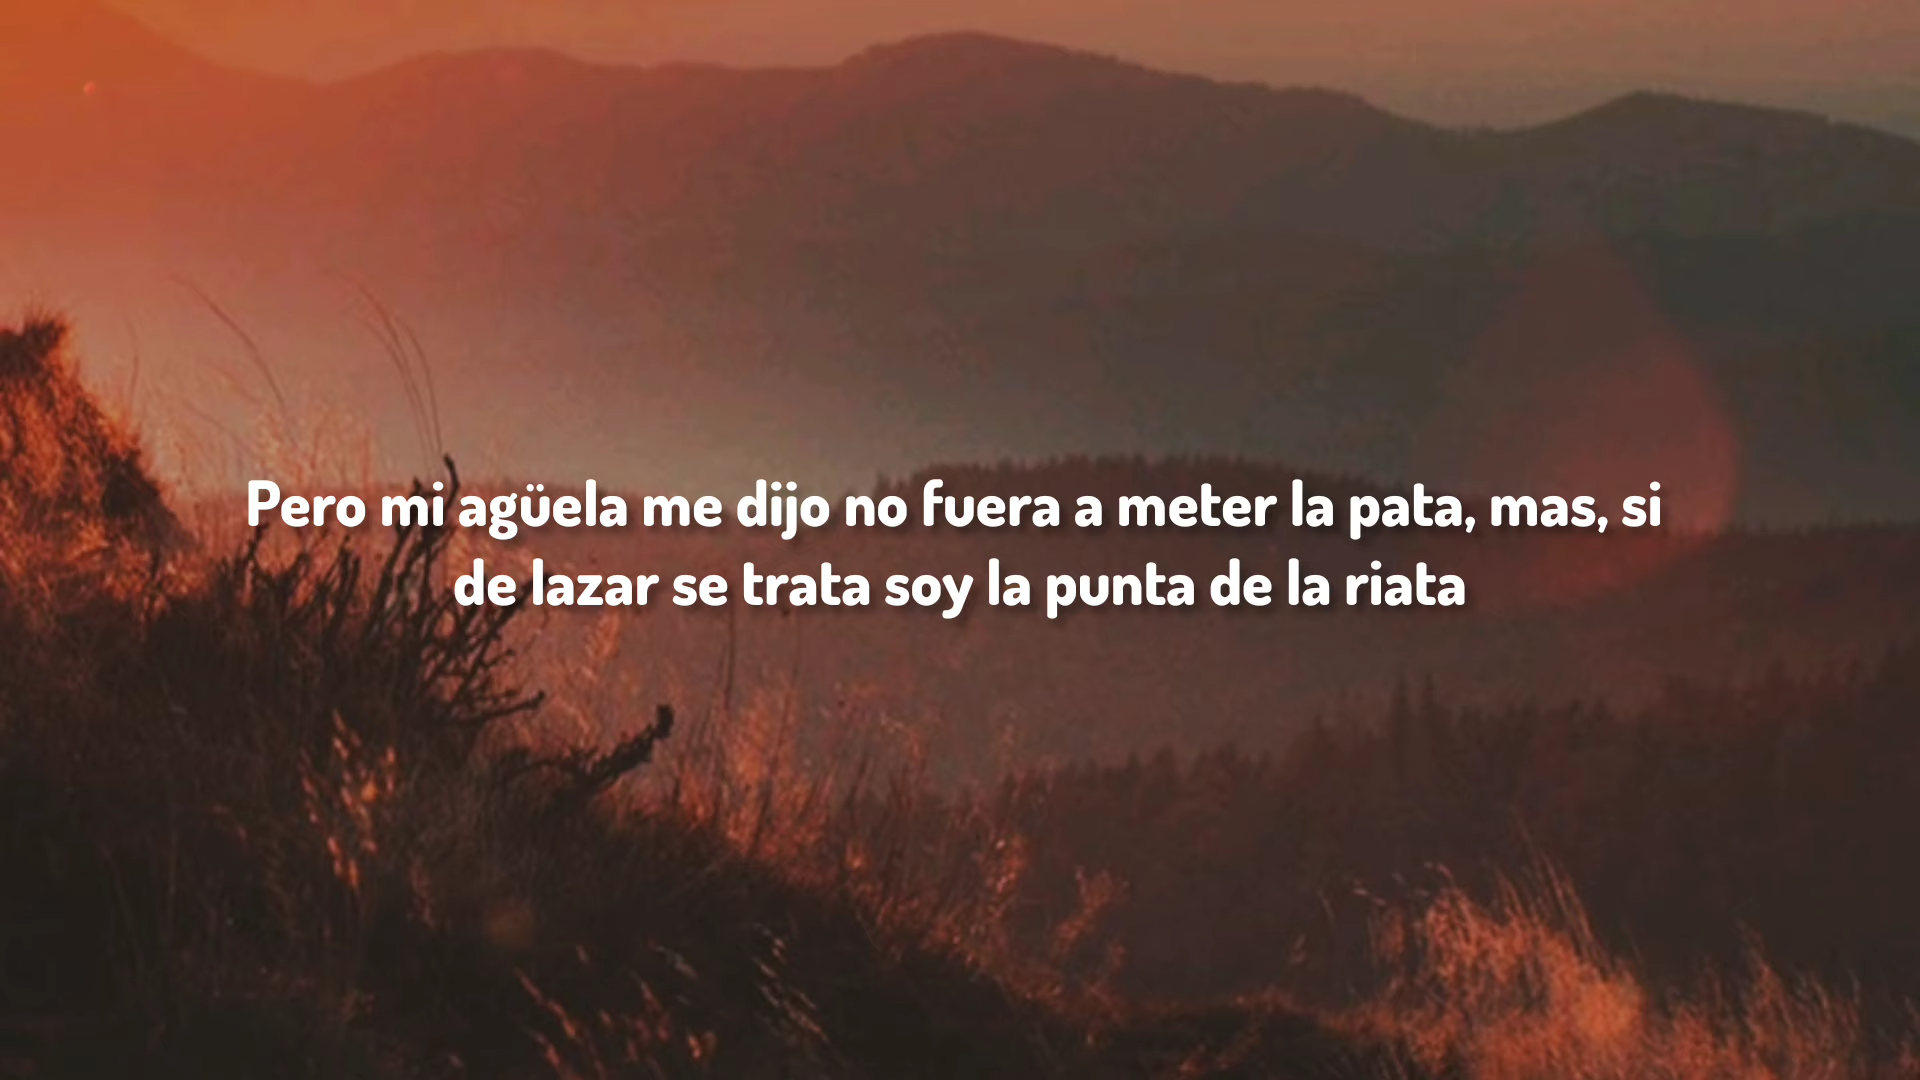 Pero mi agüela me dijo no fuera a meter la pata, mas, si
de lazar se trata soy la punta de la riata